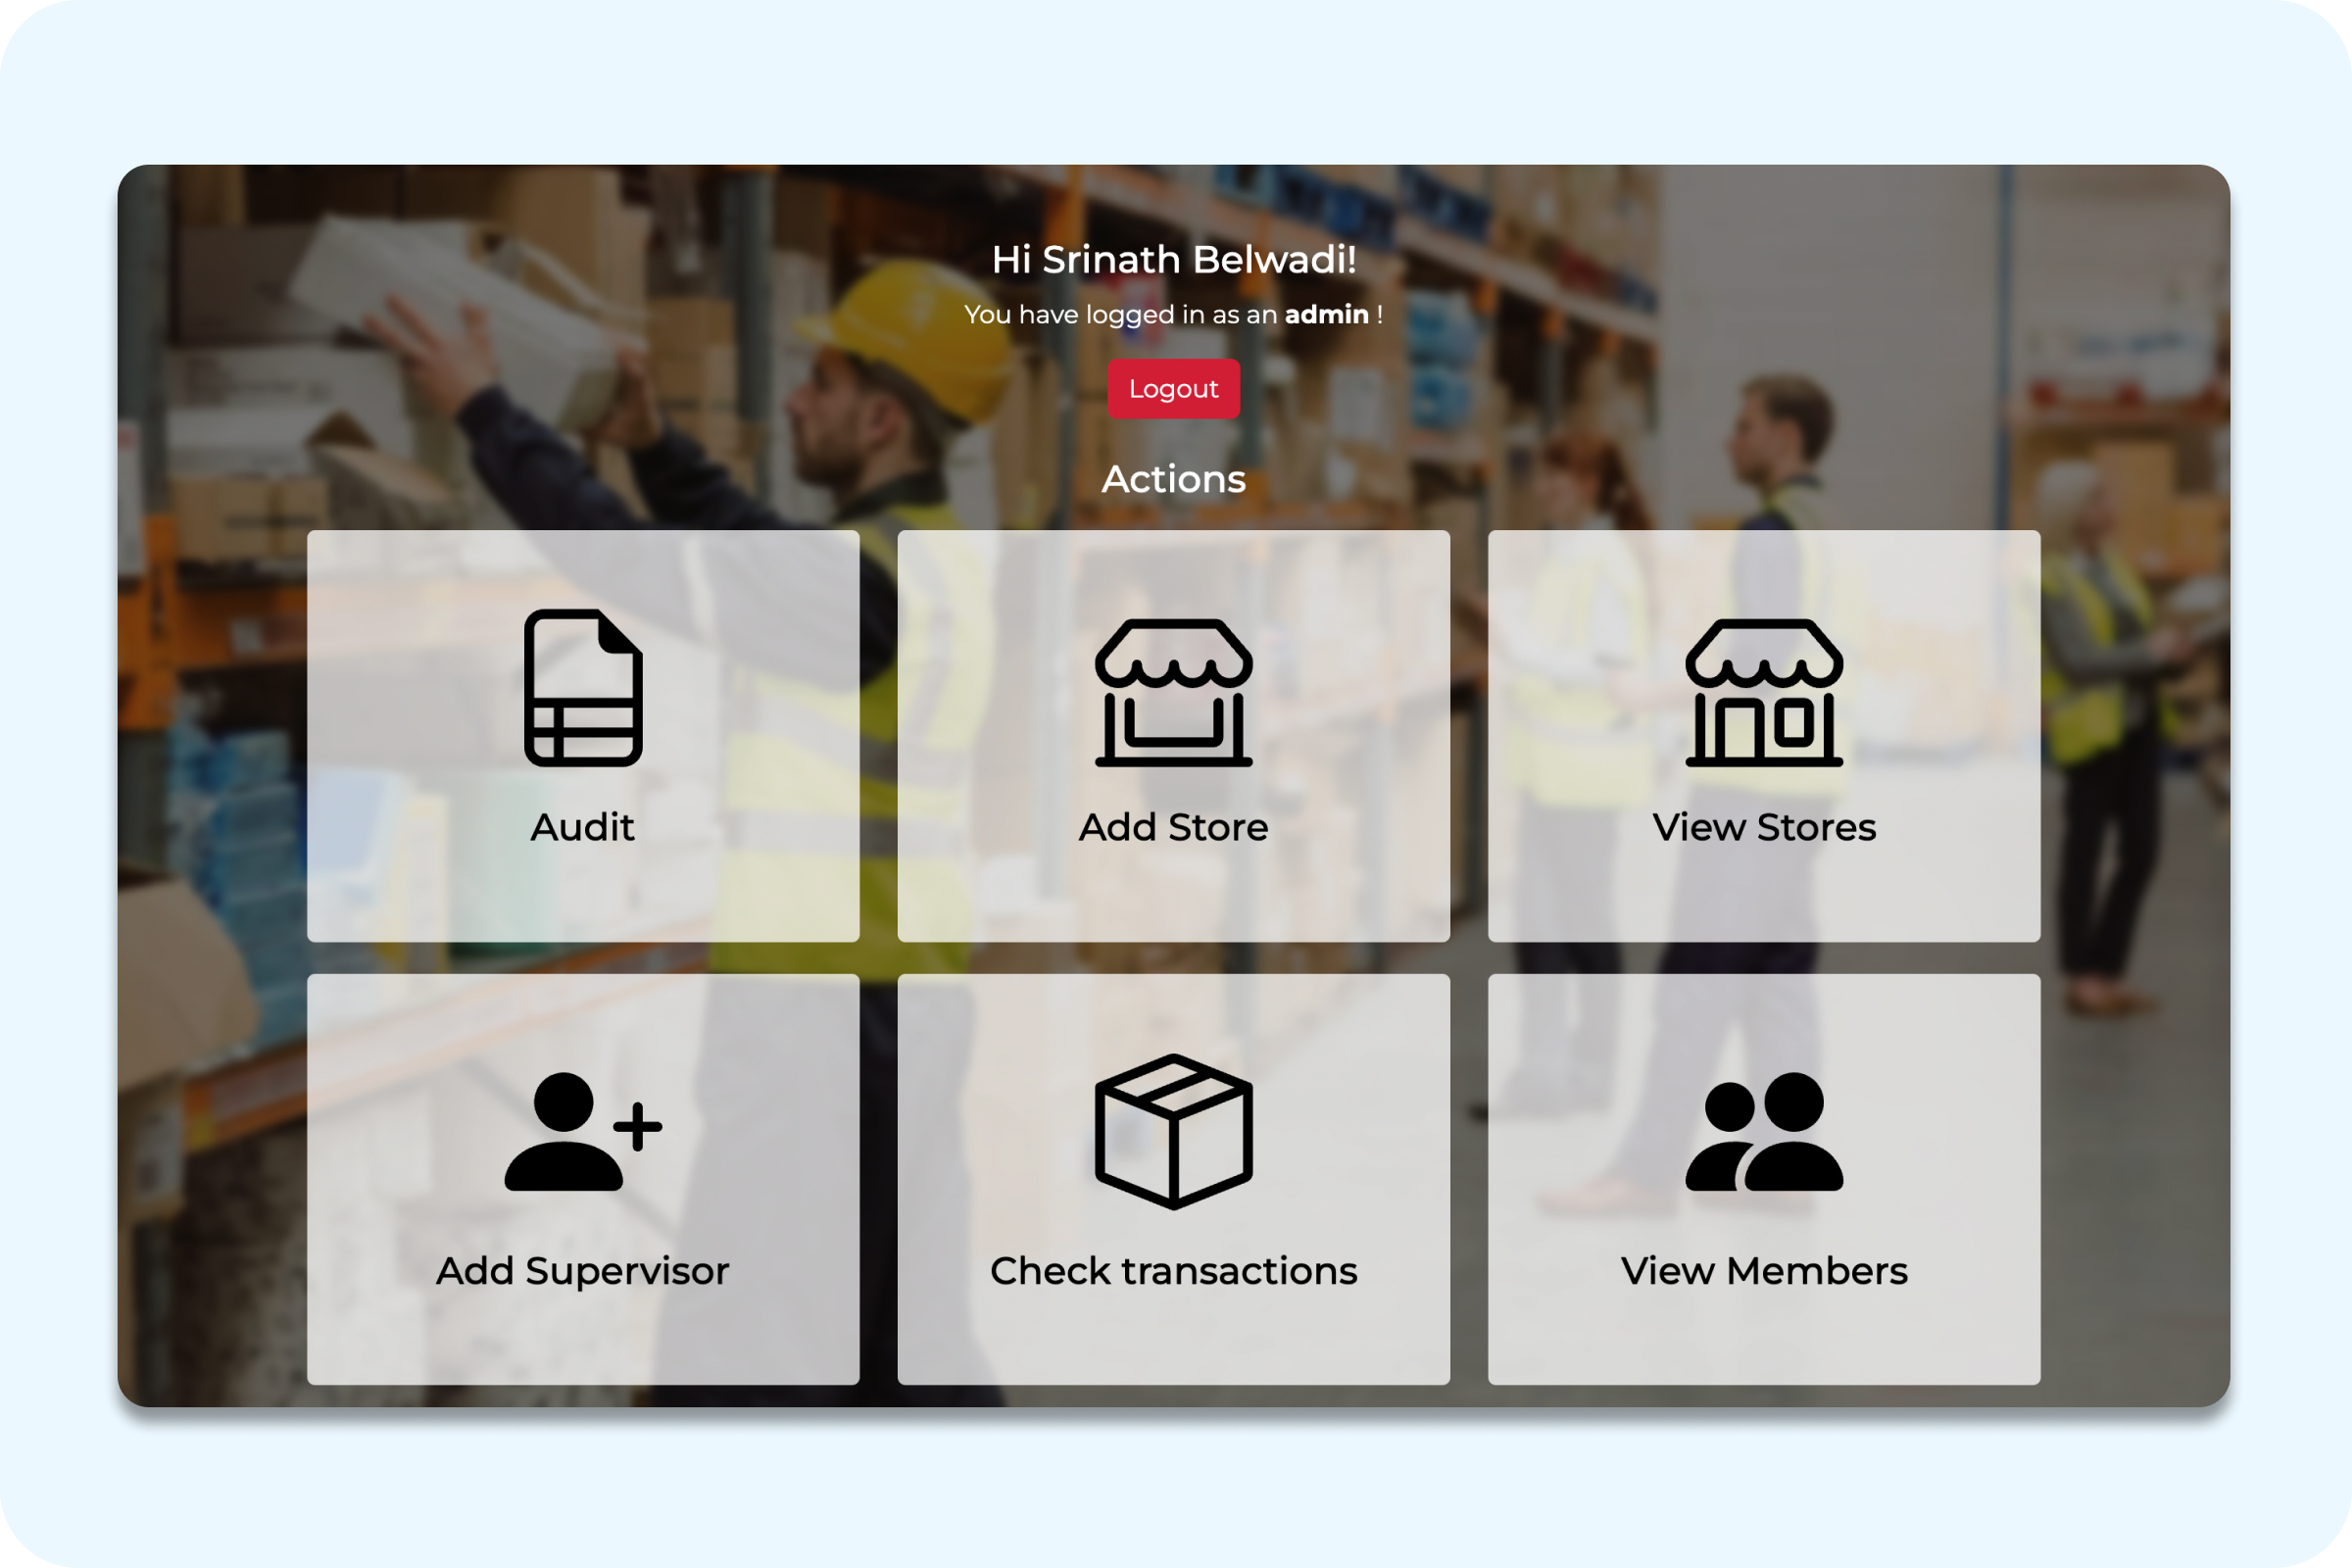 Hi Srinath Belwadi!
You have logged in as an admin !
Logout
Actions
Audit
Add Store
View Stores
Add Supervisor
Check transactions
View Members